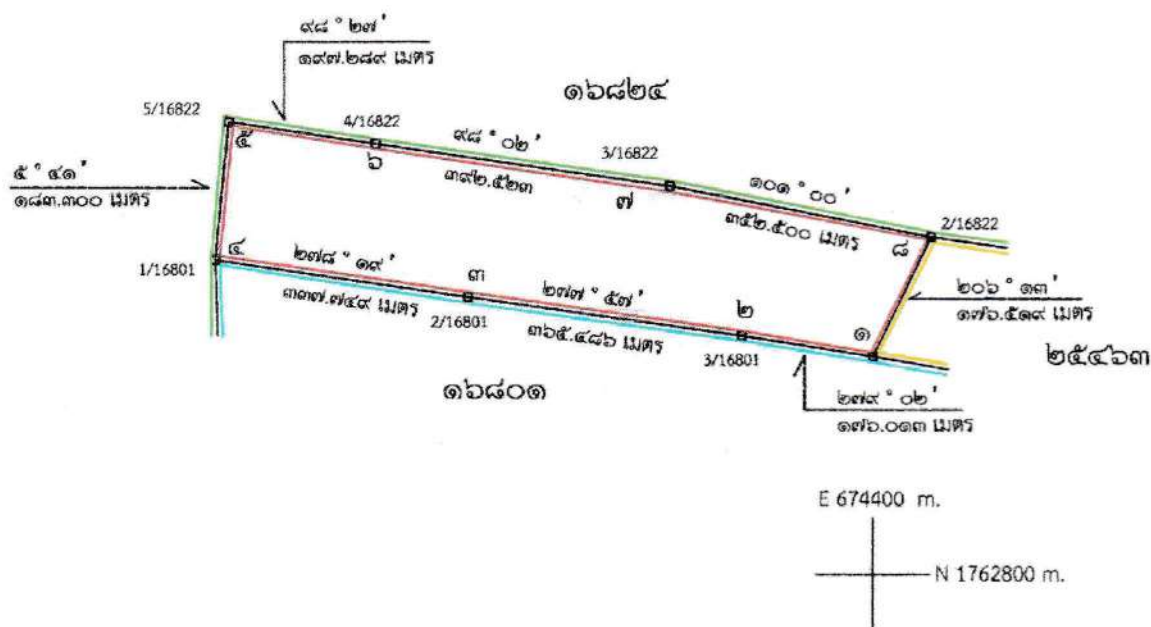 ๙๘ ° ๒๗ ′
๑๙๗.๒๘๙ เมตร
๑๖๘๒๔
5/16822
4/16822
๙๘ ° ๐๒ ′
3/16822
๕
๖
๓๙๒.๕๒๓
๗
๑๐๑ ° ๐๐ ′
๓๕๒.๕๐๐ เมตร
2/16822
๘
๕ ° ๔๑ ′
๑๘๓.๓๐๐ เมตร
๔
1/16801
๒๗๘ ° ๑๙ ′
๓๓๗.๗๔๙ เมตร
๓
2/16801
๒๗๗ ° ๕๗ ′
๓๖๕.๔๘๖ เมตร
๒
3/16801
๑
๒๐๖ ° ๑๓ ′
๑๗๖.๕๑๙ เมตร
๒๕๔๖๓
๑๖๘๐๑
๒๗๙ ° ๐๒ ′
๑๗๖.๐๑๓ เมตร
E 674400 m.
N 1762800 m.